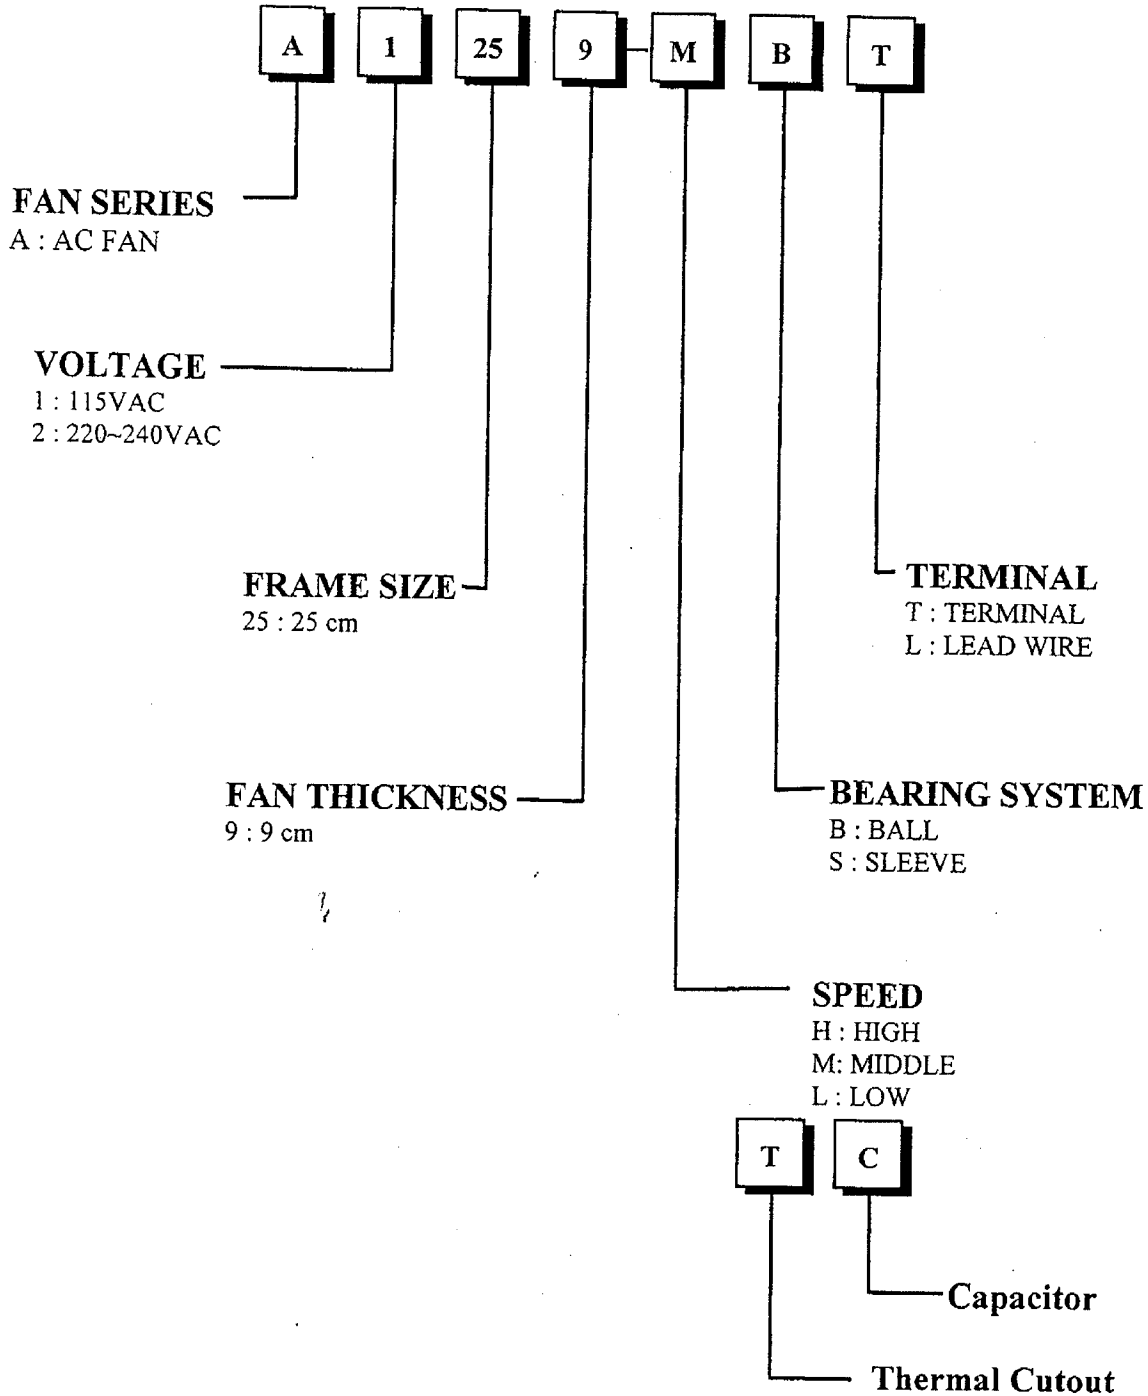 A 1 25 9 - M B T
FAN SERIES
A : AC FAN
VOLTAGE
1 : 115VAC
2 : 220~240VAC
FRAME SIZE
25 : 25 cm
TERMINAL
T : TERMINAL
L : LEAD WIRE
FAN THICKNESS
9 : 9 cm
BEARING SYSTEM
B : BALL
S : SLEEVE
SPEED
H : HIGH
M: MIDDLE
L : LOW
T C
Capacitor
Thermal Cutout